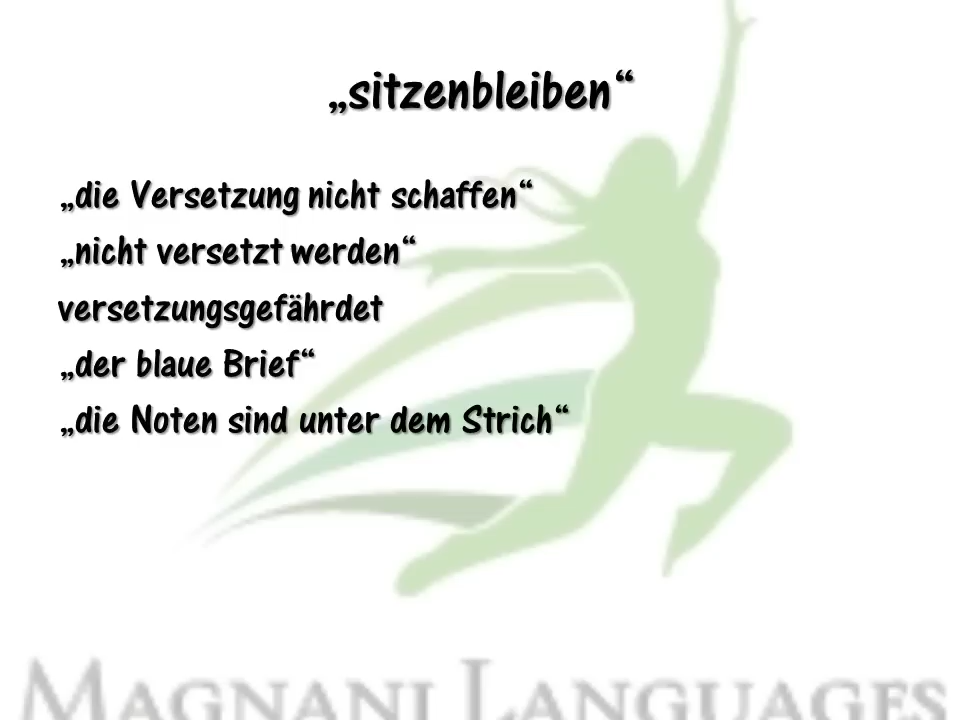 „sitzenbleiben“
„die Versetzung nicht schaffen“
„nicht versetzt werden“
versetzungsgefährdet
„der blaue Brief“
„die Noten sind unter dem Strich“
MAGNANI LANGUAGES